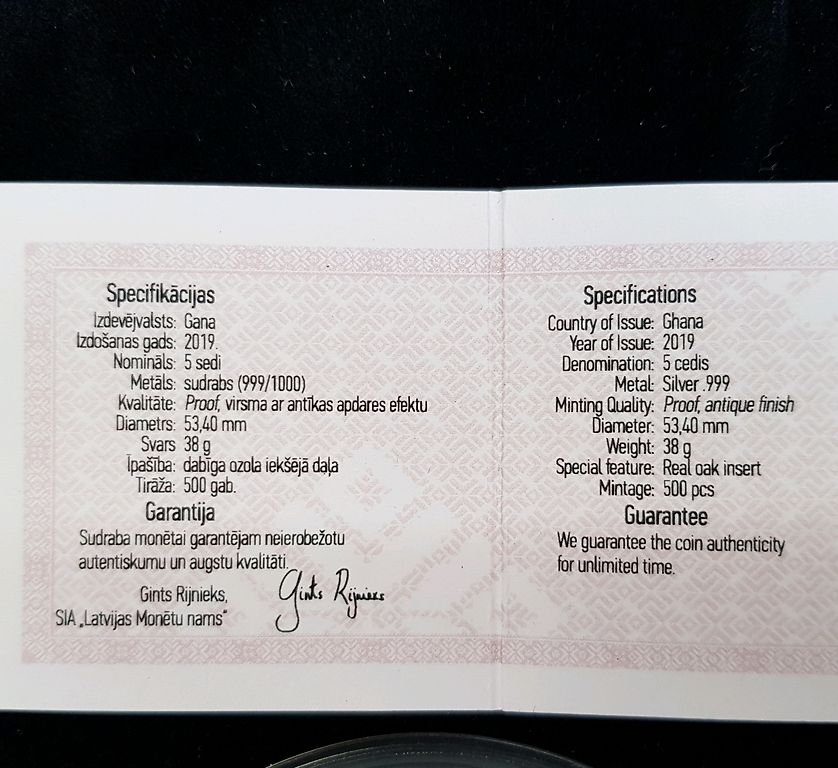 Specifikācijas
Izdevējvalsts: Gana
Izdošanas gads: 2019.
Nomināls: 5 sedi
Metāls: sudrabs (999/1000)
Kvalitāte: Proof, virsma ar antīkas apdares efektu
Diametrs: 53,40 mm
Svars 38 g
Īpašība: dabīga ozola iekšējā daļa
Tirāža: 500 gab.
Garantija
Sudraba monētai garantējam neierobežotu
autentiskumu un augstu kvalitāti.
Gints Rijnieks,
SIA „Latvijas Monētu nams“
Gints Rijnieks
Specifications
Country of Issue: Ghana
Year of Issue: 2019
Denomination: 5 cedis
Metal: Silver .999
Minting Quality: Proof, antique finish
Diameter: 53,40 mm
Weight: 38 g
Special feature: Real oak insert
Mintage: 500 pcs
Guarantee
We guarantee the coin authenticity
for unlimited time.